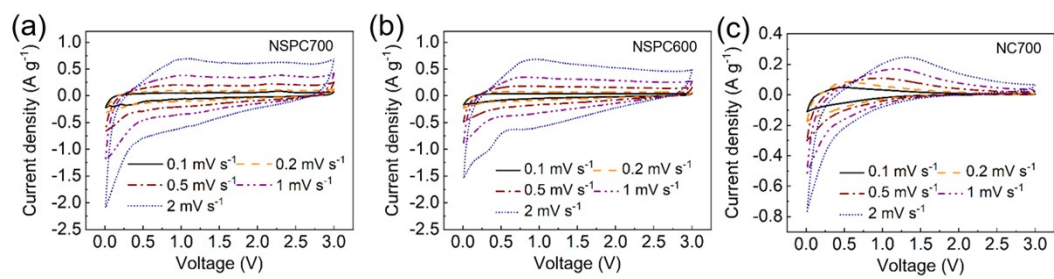 (a)
NSPC700
Current density (A g⁻¹)
1.0
0.5
0.0
-0.5
-1.0
-1.5
-2.0
-2.5
0.1 mV s⁻¹
0.2 mV s⁻¹
0.5 mV s⁻¹
1 mV s⁻¹
2 mV s⁻¹
0.0 0.5 1.0 1.5 2.0 2.5 3.0
Voltage (V)
(b)
NSPC600
Current density (A g⁻¹)
1.0
0.5
0.0
-0.5
-1.0
-1.5
-2.0
-2.5
0.1 mV s⁻¹
0.2 mV s⁻¹
0.5 mV s⁻¹
1 mV s⁻¹
2 mV s⁻¹
0.0 0.5 1.0 1.5 2.0 2.5 3.0
Voltage (V)
(c)
NC700
Current density (A g⁻¹)
0.4
0.2
0.0
-0.2
-0.4
-0.6
-0.8
0.1 mV s⁻¹
0.2 mV s⁻¹
0.5 mV s⁻¹
1 mV s⁻¹
2 mV s⁻¹
0.0 0.5 1.0 1.5 2.0 2.5 3.0
Voltage (V)